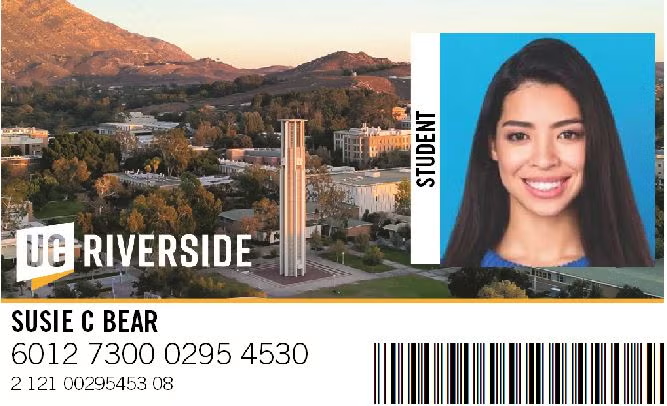 STUDENT
UC RIVERSIDE
SUSIE C BEAR
6012 7300 0295 4530
2 121 00295453 08